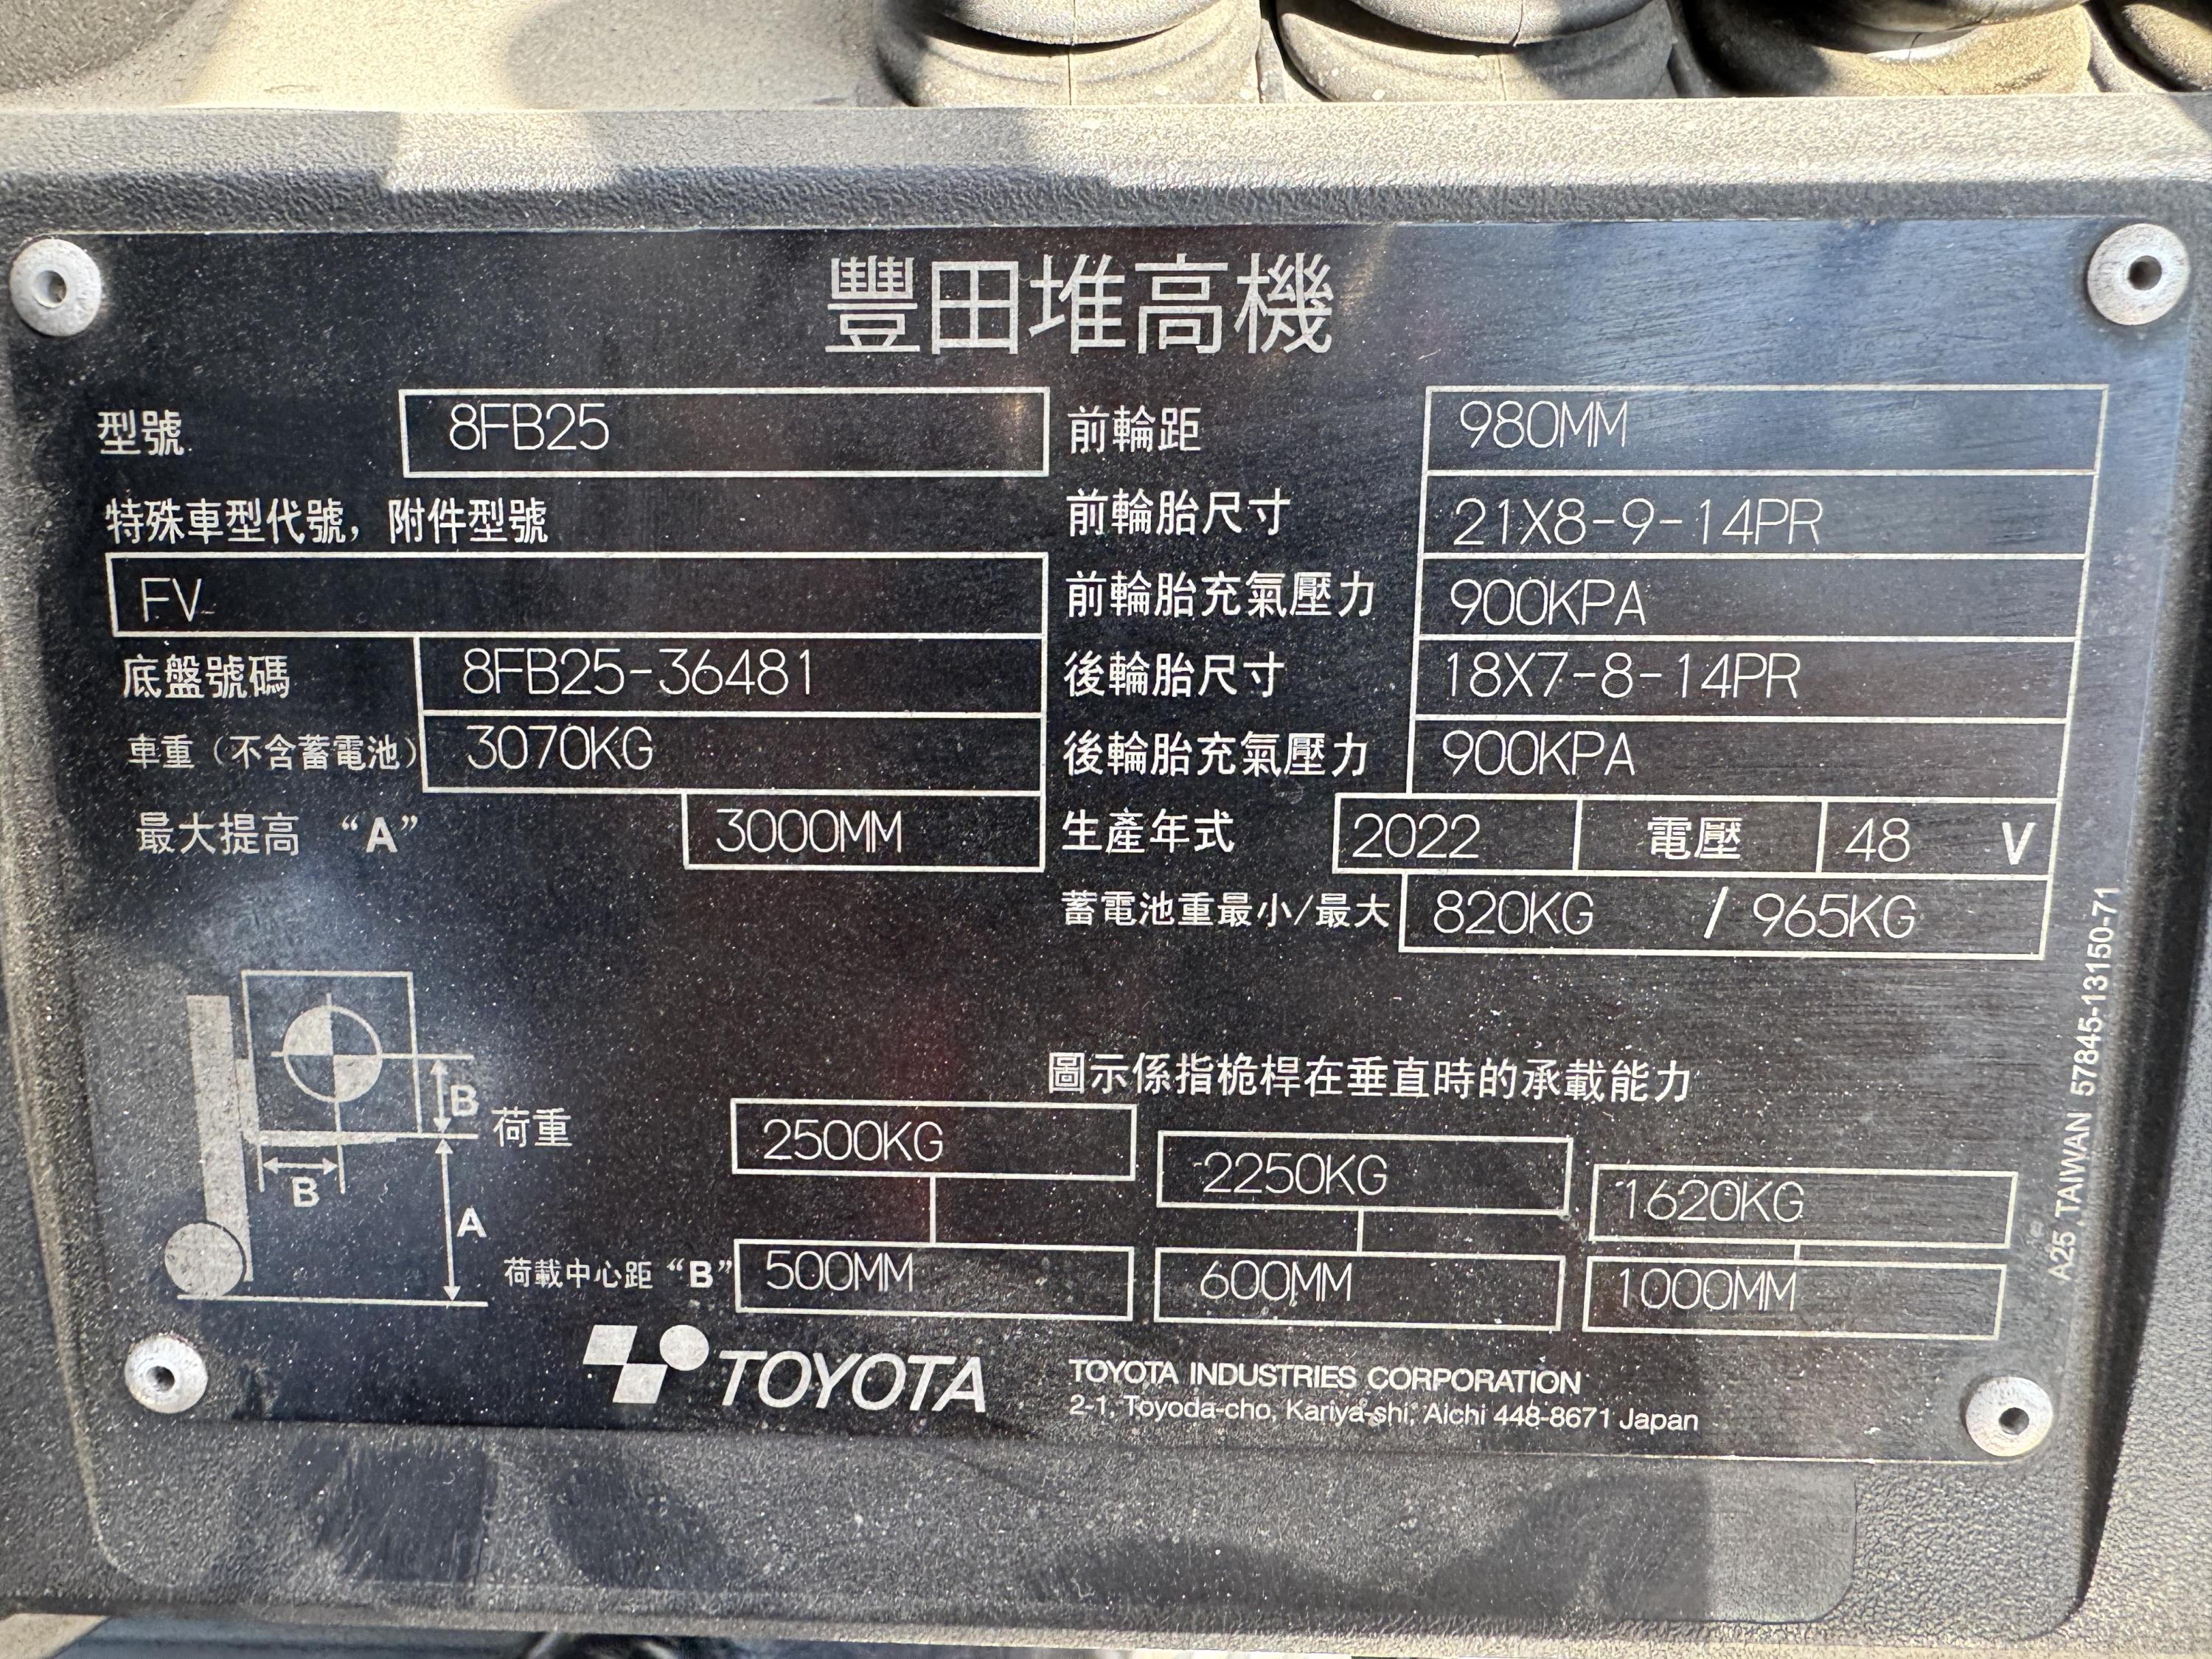 豐田堆高機
型號 8FB25
特殊車型代號，附件型號
FV
底盤號碼 8FB25-36481
車重（不含蓄電池） 3070KG
最大提高 “A” 3000MM
前輪距 980MM
前輪胎尺寸 21X8-9-14PR
前輪胎充氣壓力 900KPA
後輪胎尺寸 18X7-8-14PR
後輪胎充氣壓力 900KPA
生產年式 2022 電壓 48 V
蓄電池重最小/最大 820KG / 965KG
圖示係指桅桿在垂直時的承載能力
B
B
A
荷重 2500KG 2250KG 1620KG
荷載中心距 “B” 500MM 600MM 1000MM
TOYOTA
TOYOTA INDUSTRIES CORPORATION
2-1, Toyoda-cho, Kariya-shi, Aichi 448-8671 Japan
A25 TAIWAN 57845-13150-71